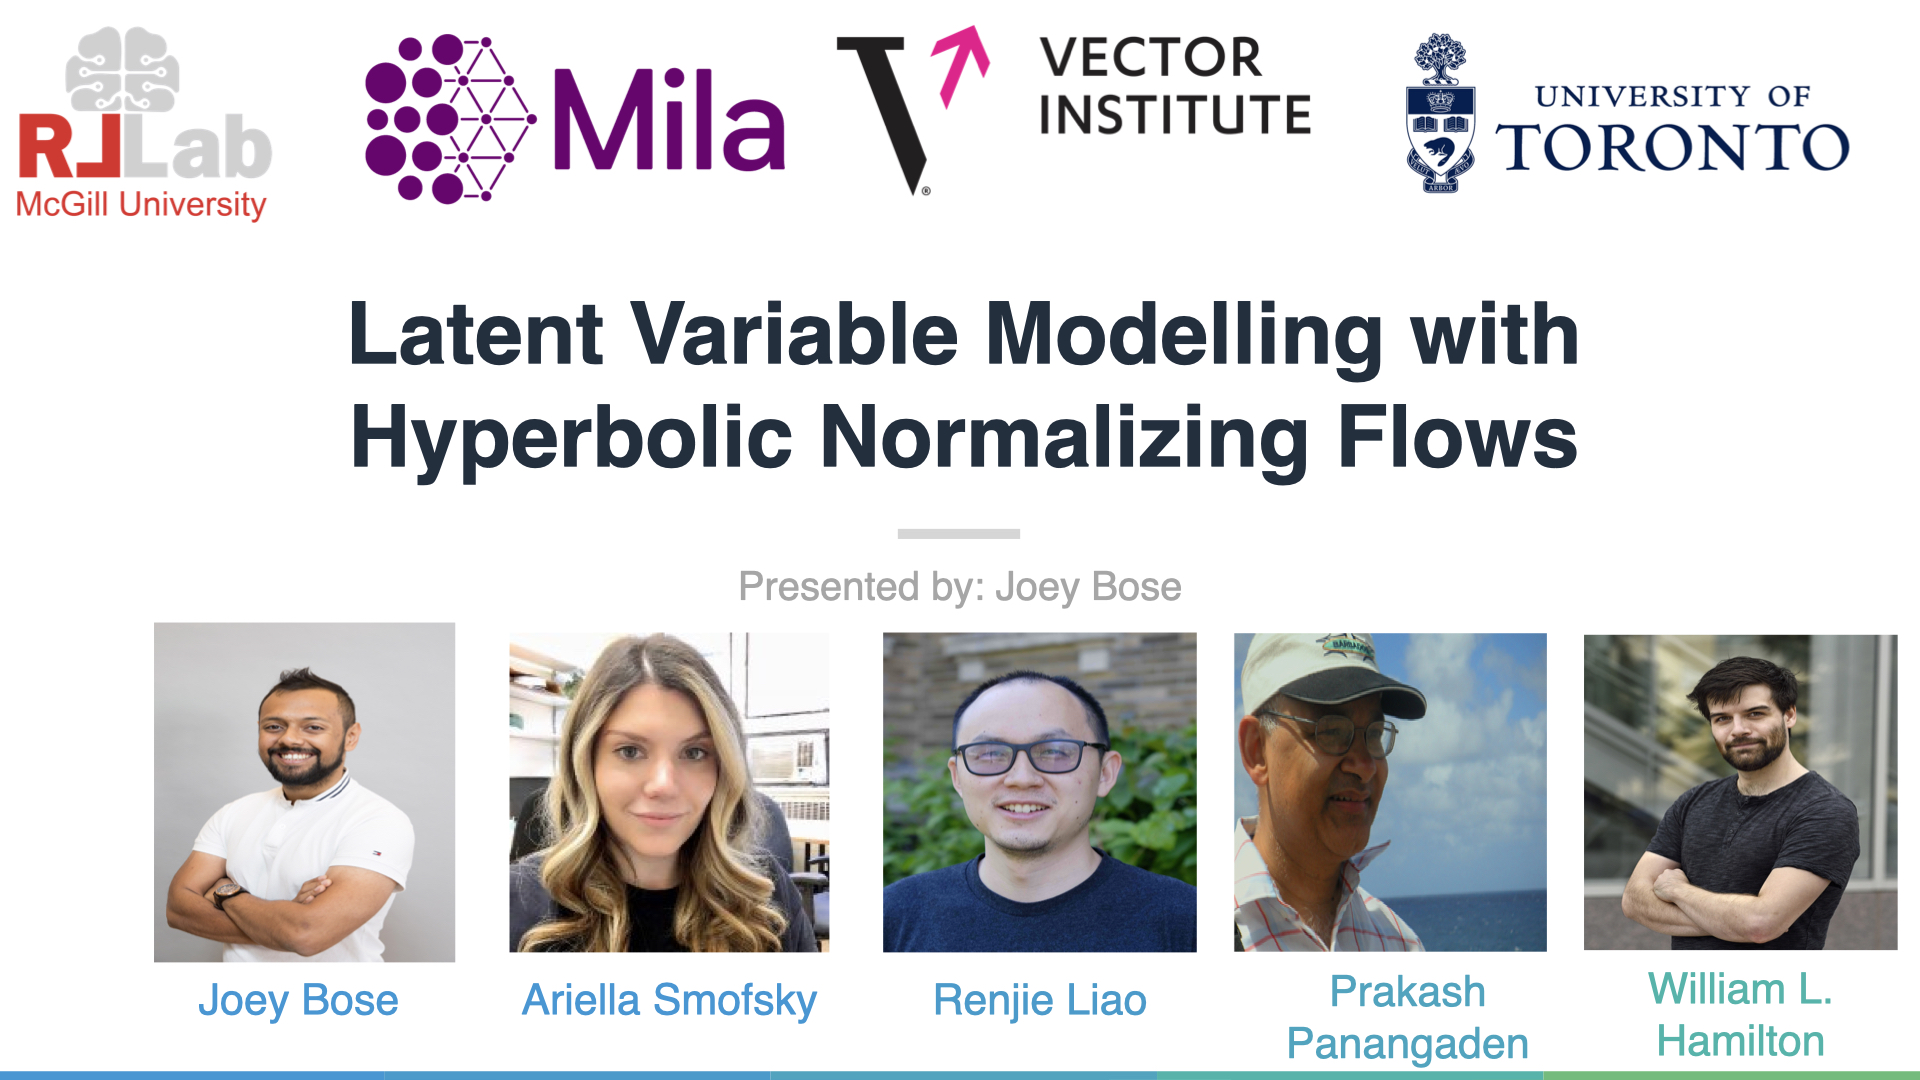 RLLab
McGill University
Mila
VECTOR
INSTITUTE
®
UNIVERSITY OF
TORONTO
ARBOR
Latent Variable Modelling with
Hyperbolic Normalizing Flows
Presented by: Joey Bose
Joey Bose
Ariella Smofsky
Renjie Liao
Prakash
Panangaden
William L.
Hamilton